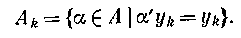 A_k = {α ∈ A | α′y_k = y_k}.